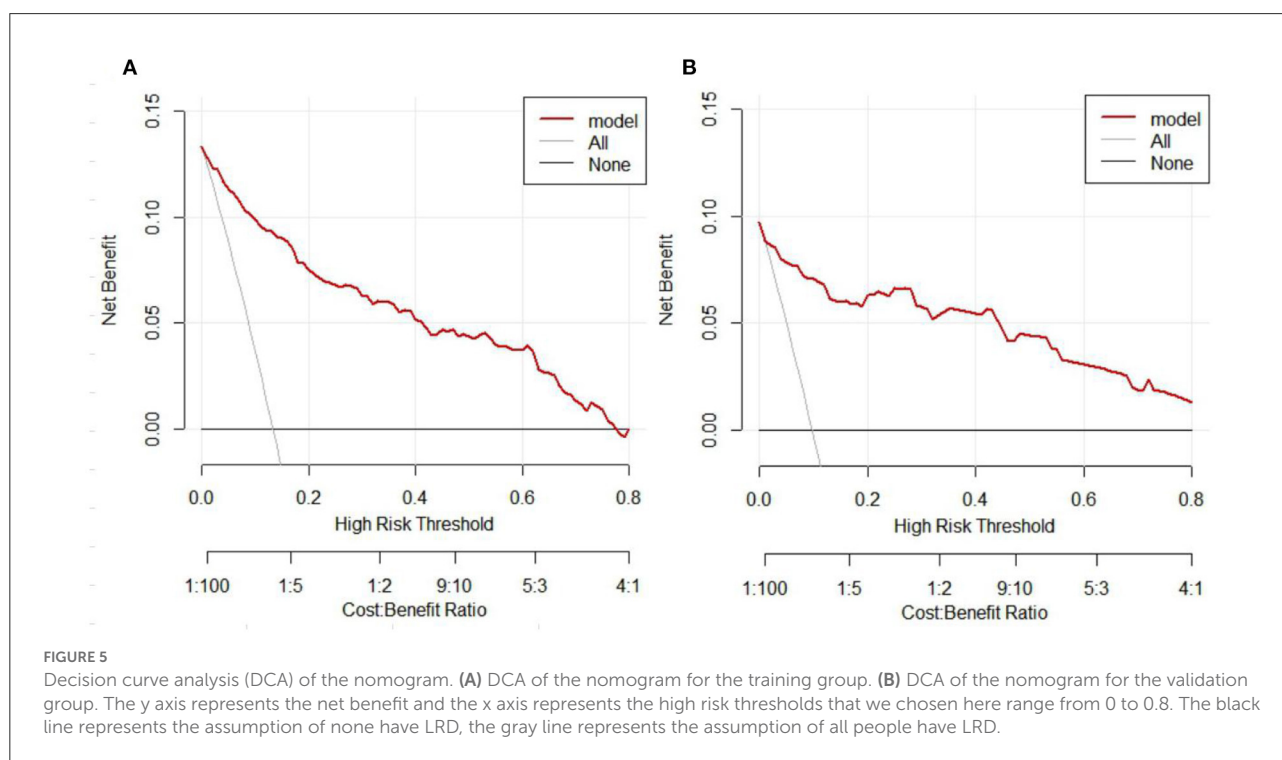 A
0.15
0.10
0.05
0.00
Net Benefit
model
All
None
0.0 0.2 0.4 0.6 0.8
High Risk Threshold
1:100 1:5 1:2 9:10 5:3 4:1
Cost:Benefit Ratio
B
0.15
0.10
0.05
0.00
Net Benefit
model
All
None
0.0 0.2 0.4 0.6 0.8
High Risk Threshold
1:100 1:5 1:2 9:10 5:3 4:1
Cost:Benefit Ratio
FIGURE 5
Decision curve analysis (DCA) of the nomogram. (A) DCA of the nomogram for the training group. (B) DCA of the nomogram for the validation
group. The y axis represents the net benefit and the x axis represents the high risk thresholds that we chosen here range from 0 to 0.8. The black
line represents the assumption of none have LRD, the gray line represents the assumption of all people have LRD.